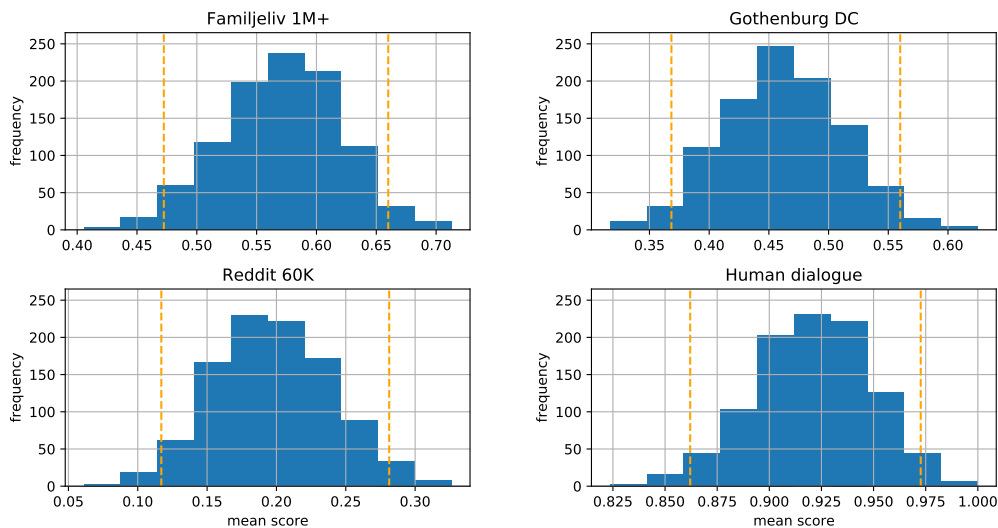 Familjeliv 1M+
frequency
250
200
150
100
50
0
0.40 0.45 0.50 0.55 0.60 0.65 0.70
Gothenburg DC
frequency
250
200
150
100
50
0
0.35 0.40 0.45 0.50 0.55 0.60
Reddit 60K
frequency
250
200
150
100
50
0
0.05 0.10 0.15 0.20 0.25 0.30
mean score
Human dialogue
frequency
250
200
150
100
50
0
0.825 0.850 0.875 0.900 0.925 0.950 0.975 1.000
mean score